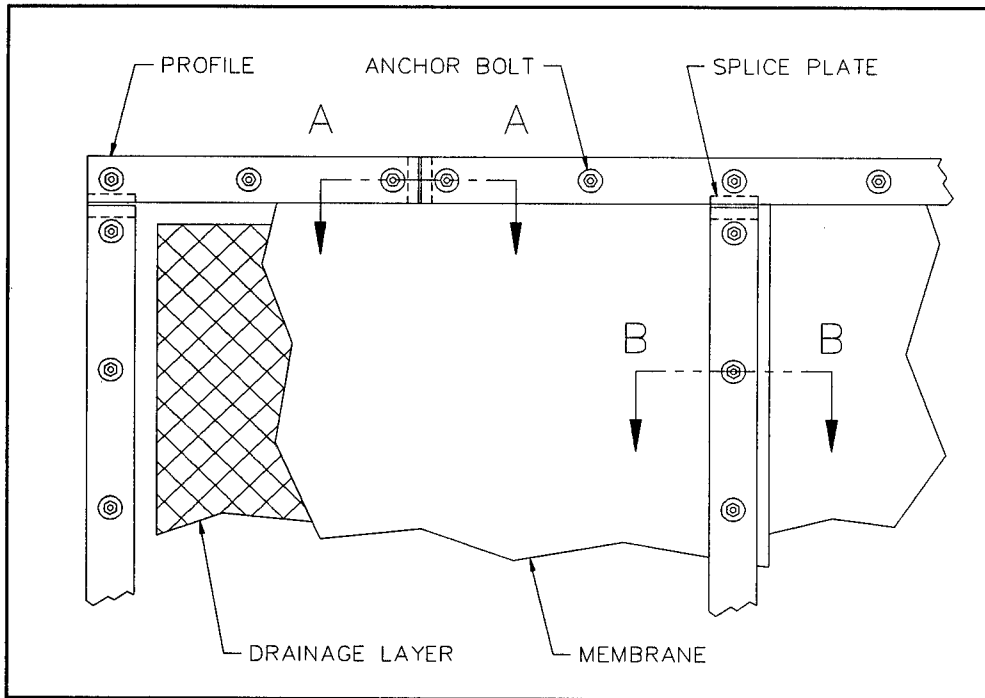 PROFILE
ANCHOR BOLT
SPLICE PLATE
A
A
B
B
DRAINAGE LAYER
MEMBRANE